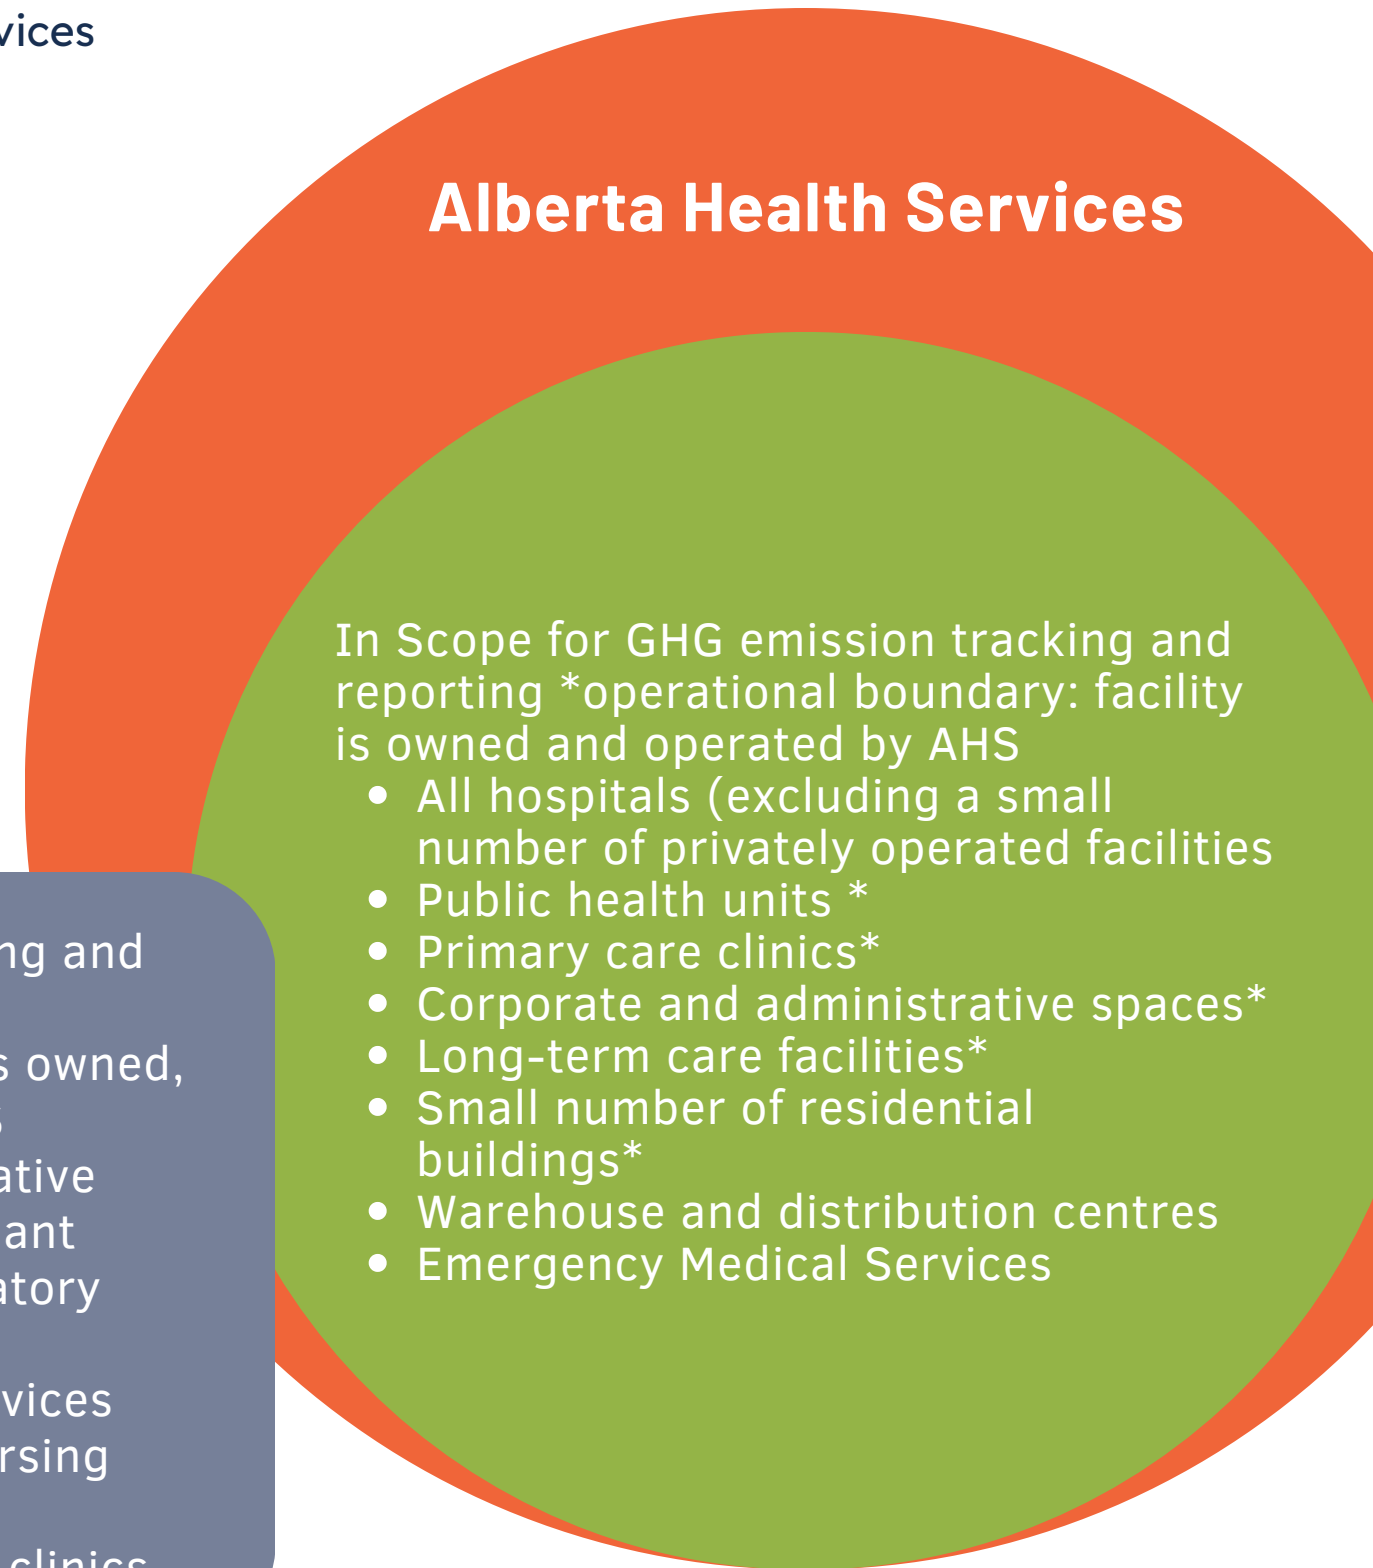 vices
Alberta Health Services
In Scope for GHG emission tracking and
reporting *operational boundary: facility
is owned and operated by AHS
• All hospitals (excluding a small
number of privately operated facilities
• Public health units *
• Primary care clinics*
• Corporate and administrative spaces*
• Long-term care facilities*
• Small number of residential
buildings*
• Warehouse and distribution centres
• Emergency Medical Services
ng and
s owned,
s
ative
ant
atory
vices
rsing
clinics